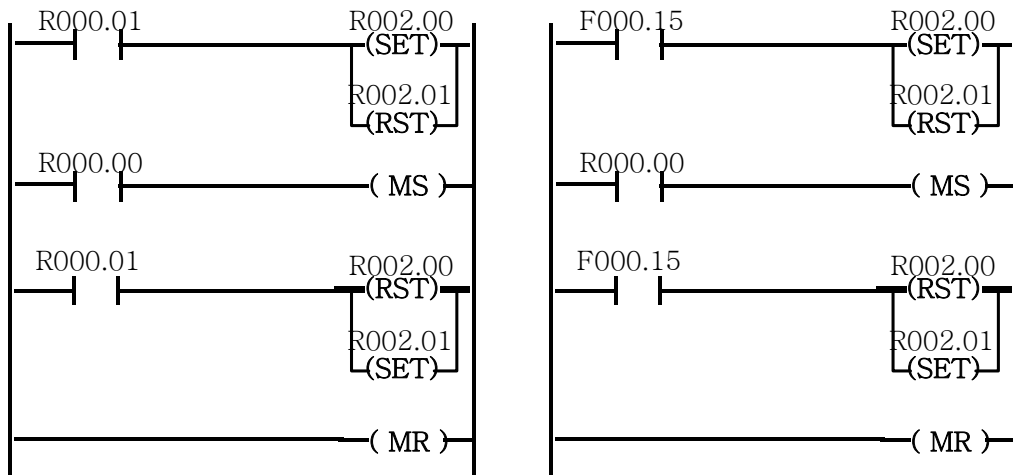 R000.01 R002.00
(SET)
R002.01
(RST)
R000.00
( MS )
R000.01 R002.00
(RST)
R002.01
(SET)
( MR )
F000.15 R002.00
(SET)
R002.01
(RST)
R000.00
( MS )
F000.15 R002.00
(RST)
R002.01
(SET)
( MR )